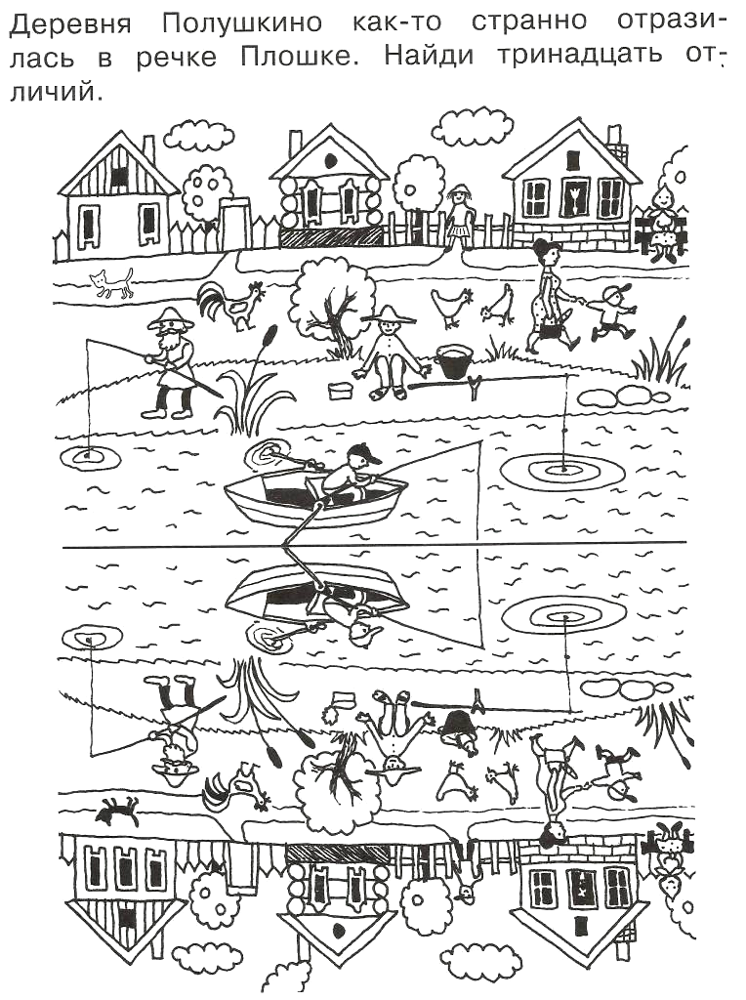 Деревня Полушкино как-то странно отрази-
лась в речке Плошке. Найди тринадцать от-
личий.